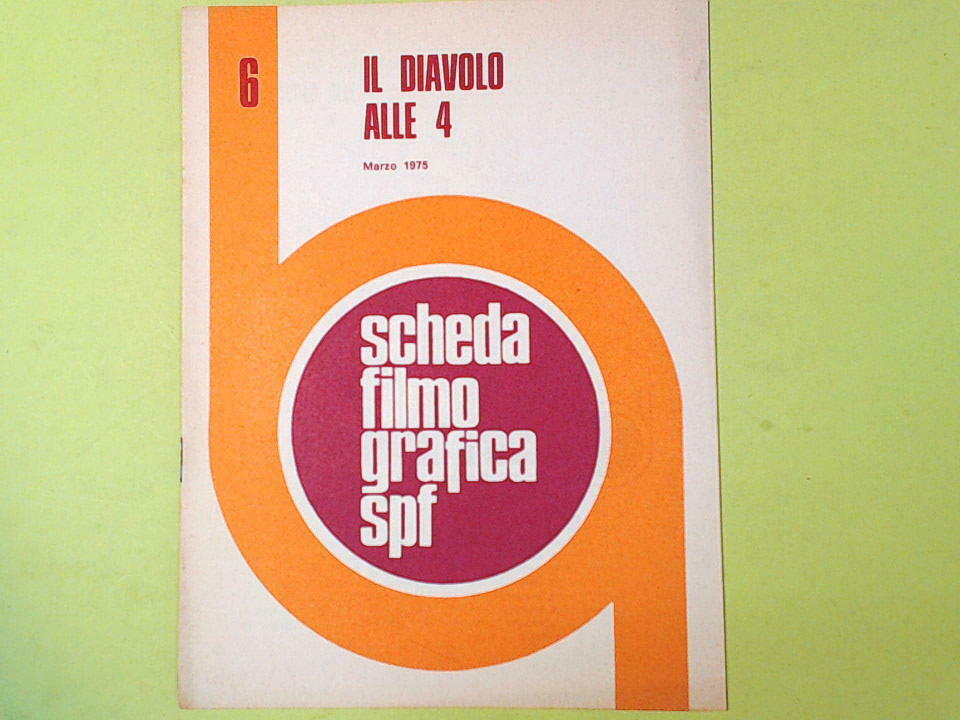 6
IL DIAVOLO
ALLE 4
Marzo 1975
scheda
filmo
grafica
spf